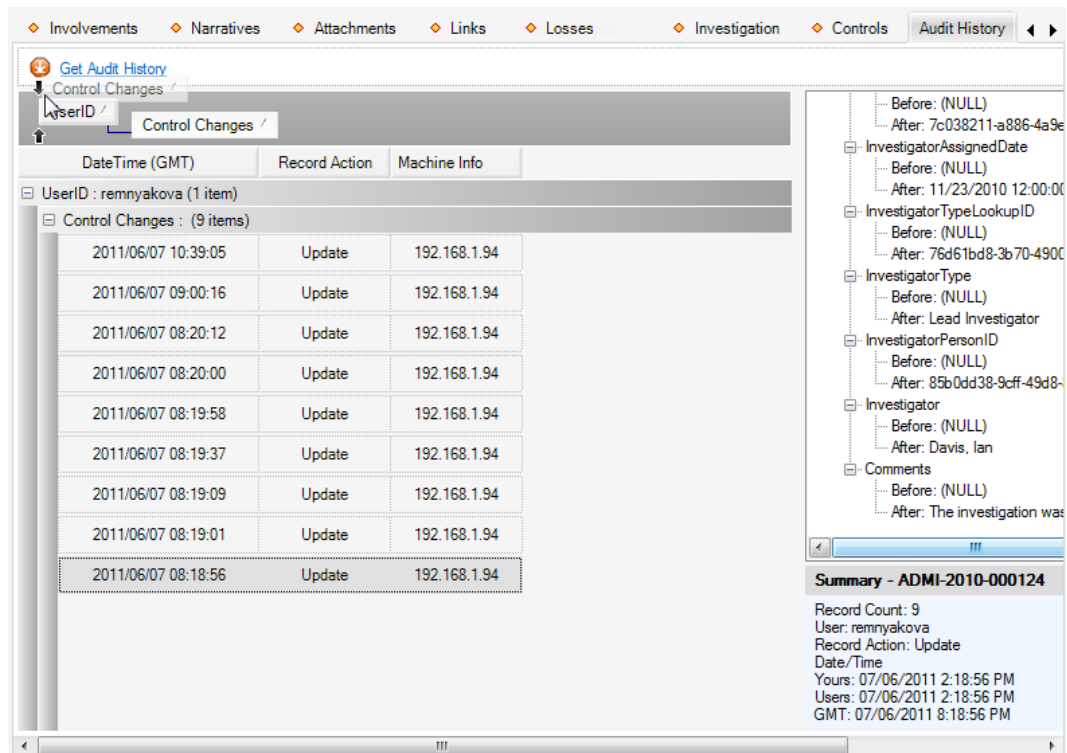 Involvements Narratives Attachments Links Losses Investigation Controls Audit History
Get Audit History
Control Changes
serID
Control Changes
DateTime (GMT) Record Action Machine Info
UserID : remnyakova (1 item)
Control Changes : (9 items)
2011/06/07 10:39:05 Update 192.168.1.94
2011/06/07 09:00:16 Update 192.168.1.94
2011/06/07 08:20:12 Update 192.168.1.94
2011/06/07 08:20:00 Update 192.168.1.94
2011/06/07 08:19:58 Update 192.168.1.94
2011/06/07 08:19:37 Update 192.168.1.94
2011/06/07 08:19:09 Update 192.168.1.94
2011/06/07 08:19:01 Update 192.168.1.94
2011/06/07 08:18:56 Update 192.168.1.94
Before: (NULL)
After: 7c038211-a886-4a9e
InvestigatorAssignedDate
Before: (NULL)
After: 11/23/2010 12:00:00
InvestigatorTypeLookupID
Before: (NULL)
After: 76d61bd8-3b70-4900
InvestigatorType
Before: (NULL)
After: Lead Investigator
InvestigatorPersonID
Before: (NULL)
After: 85b0dd38-9cff-49d8-
Investigator
Before: (NULL)
After: Davis, Ian
Comments
Before: (NULL)
After: The investigation was
Summary - ADMI-2010-000124
Record Count: 9
User: remnyakova
Record Action: Update
Date/Time
Yours: 07/06/2011 2:18:56 PM
Users: 07/06/2011 2:18:56 PM
GMT: 07/06/2011 8:18:56 PM